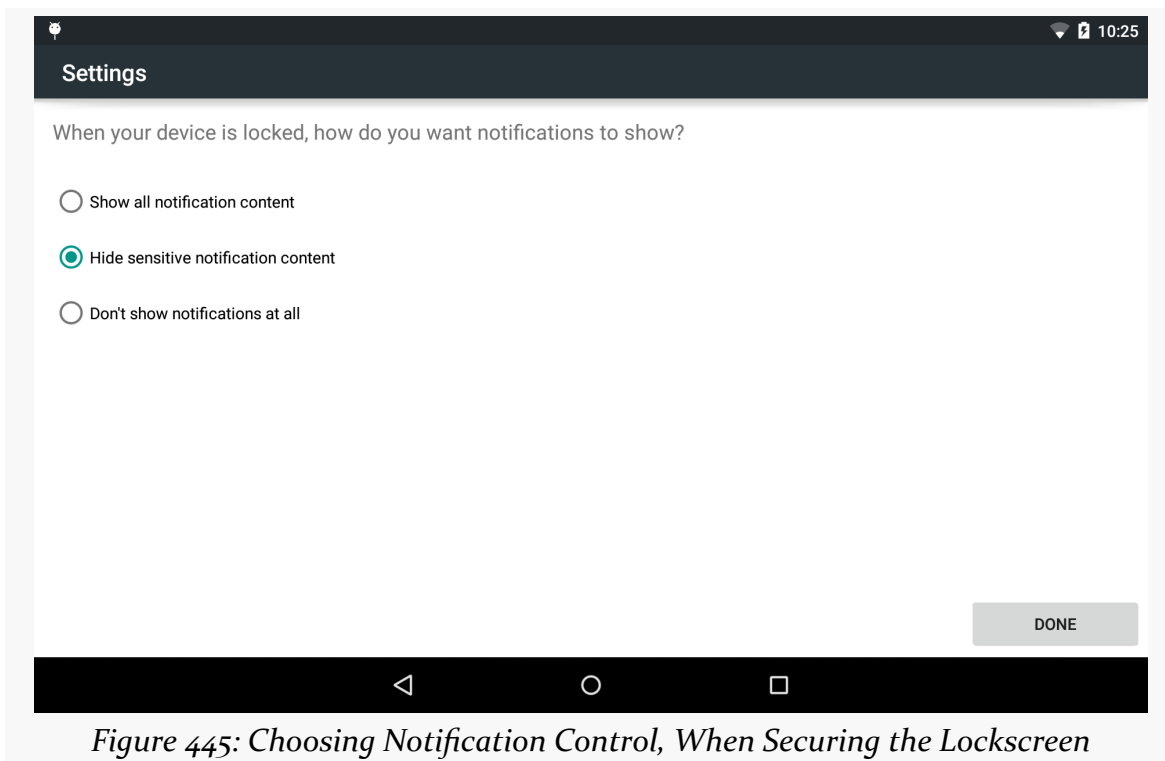 10:25
Settings
When your device is locked, how do you want notifications to show?
Show all notification content
Hide sensitive notification content
Don't show notifications at all
DONE
Figure 445: Choosing Notification Control, When Securing the Lockscreen